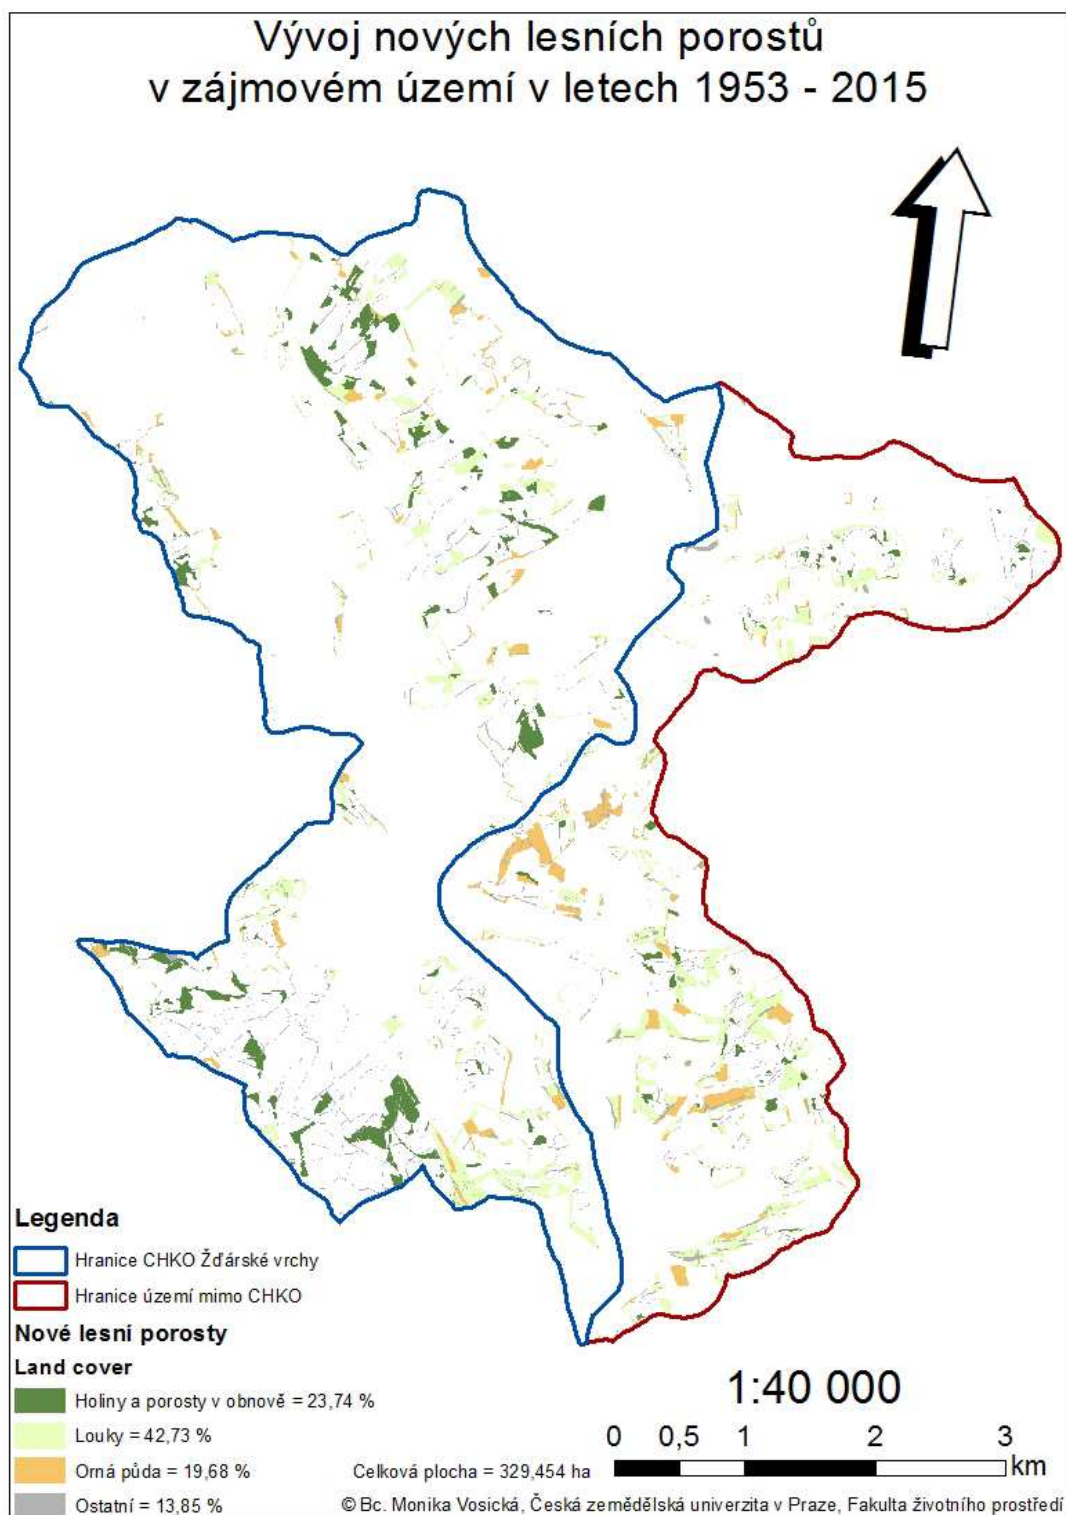 Vývoj nových lesních porostů
v zájmovém území v letech 1953 - 2015
Legenda
Hranice CHKO Žďárské vrchy
Hranice území mimo CHKO
Nové lesní porosty
Land cover
Holiny a porosty v obnově = 23,74 %
Louky = 42,73 %
Orná půda = 19,68 %
Ostatní = 13,85 %
Celková plocha = 329,454 ha
1:40 000
0 0,5 1 2 3
km
© Bc. Monika Vosická, Česká zemědělská univerzita v Praze, Fakulta životního prostředí